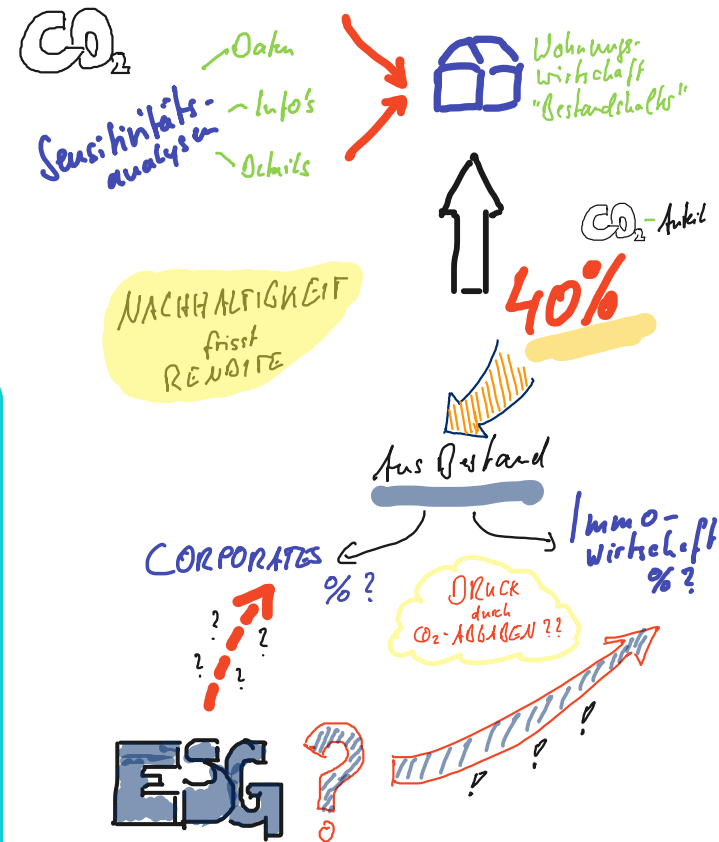 CO₂
Sensitivitäts-
analysen
Daten
Info's
Details
Wohnungs-
wirtschaft
"Bestandshalter"
CO₂-Anteil
40%
NACHHALTIGKEIT
frisst
RENDITE
Aus Bestand
CORPORATES
% ?
Immo-
wirtschaft
% ?
DRUCK
durch
CO₂-ABGABEN ??
?
?
?
?
ESG ?
! ! !